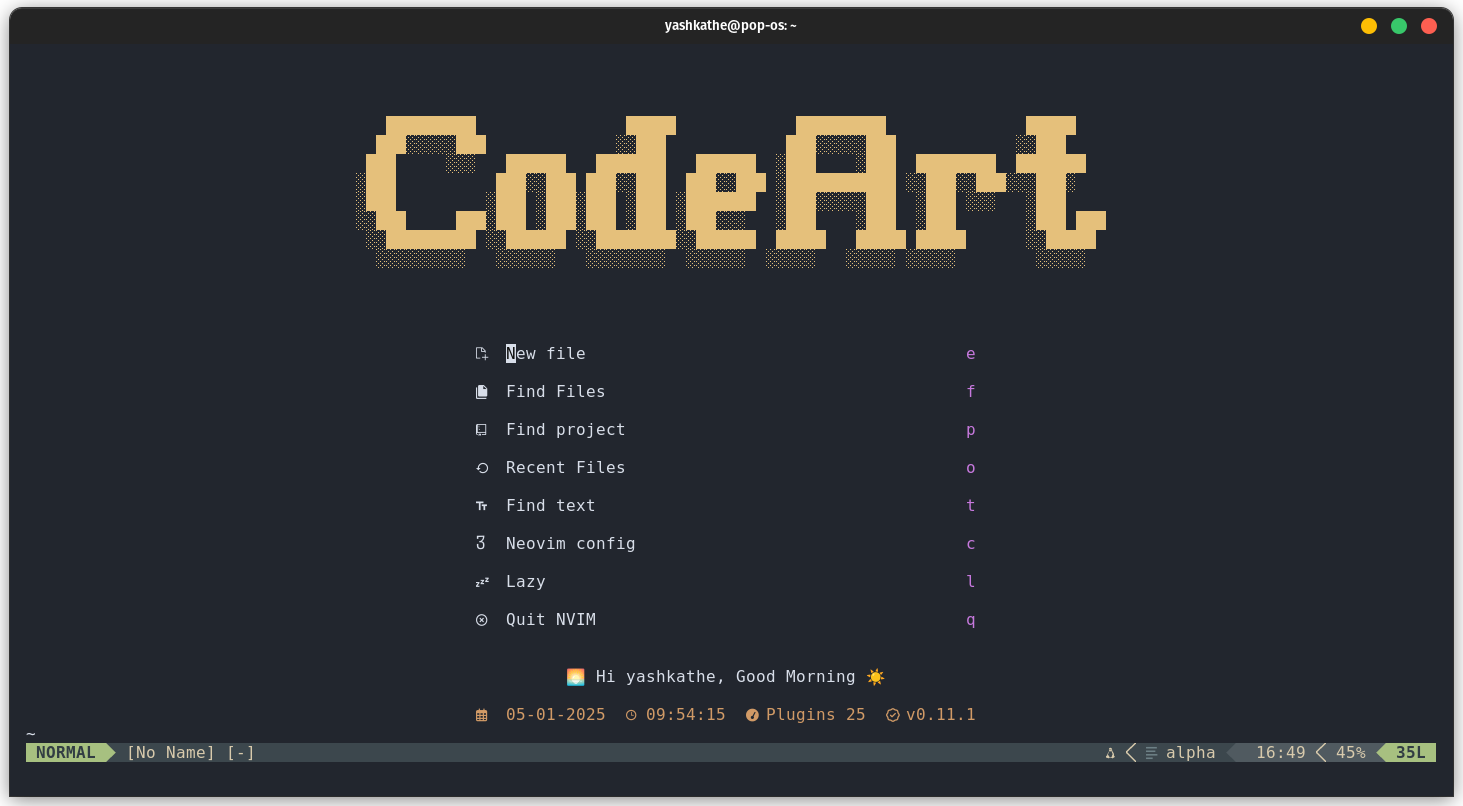 yashkathe@pop-os: ~
CodeArt
New file e
Find Files f
Find project p
Recent Files o
Find text t
Neovim config c
Lazy l
Quit NVIM q
Hi yashkathe, Good Morning
05-01-2025 09:54:15 Plugins 25 v0.11.1
~
NORMAL [No Name] [-] alpha 16:49 45% 35L